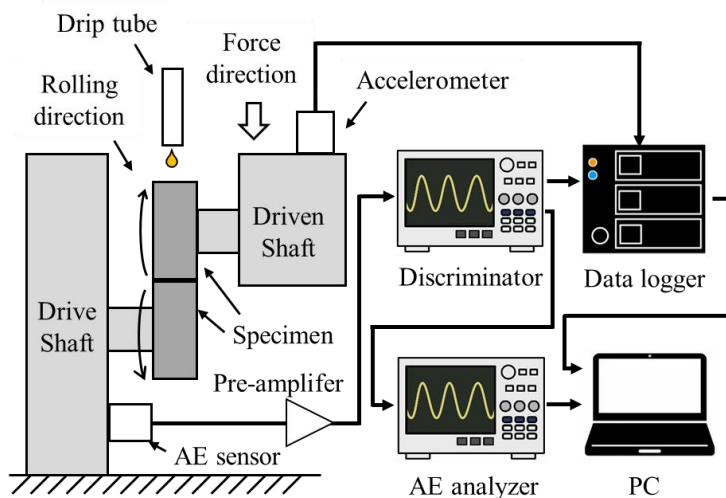 Drip tube
Force
direction
Rolling
direction
Accelerometer
Driven
Shaft
Discriminator
Data logger
Drive
Shaft
Specimen
Pre-amplifer
AE sensor
AE analyzer
PC